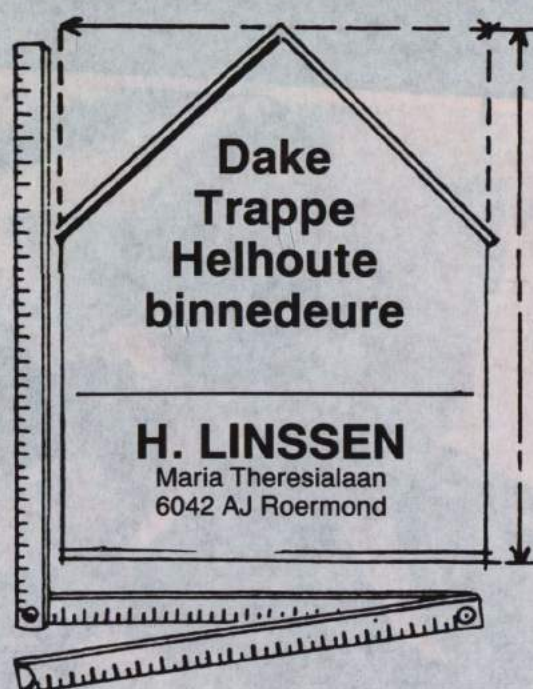 Dake
Trappe
Helhoute
binnedeure
H. LINSSEN
Maria Theresialaan
6042 AJ Roermond